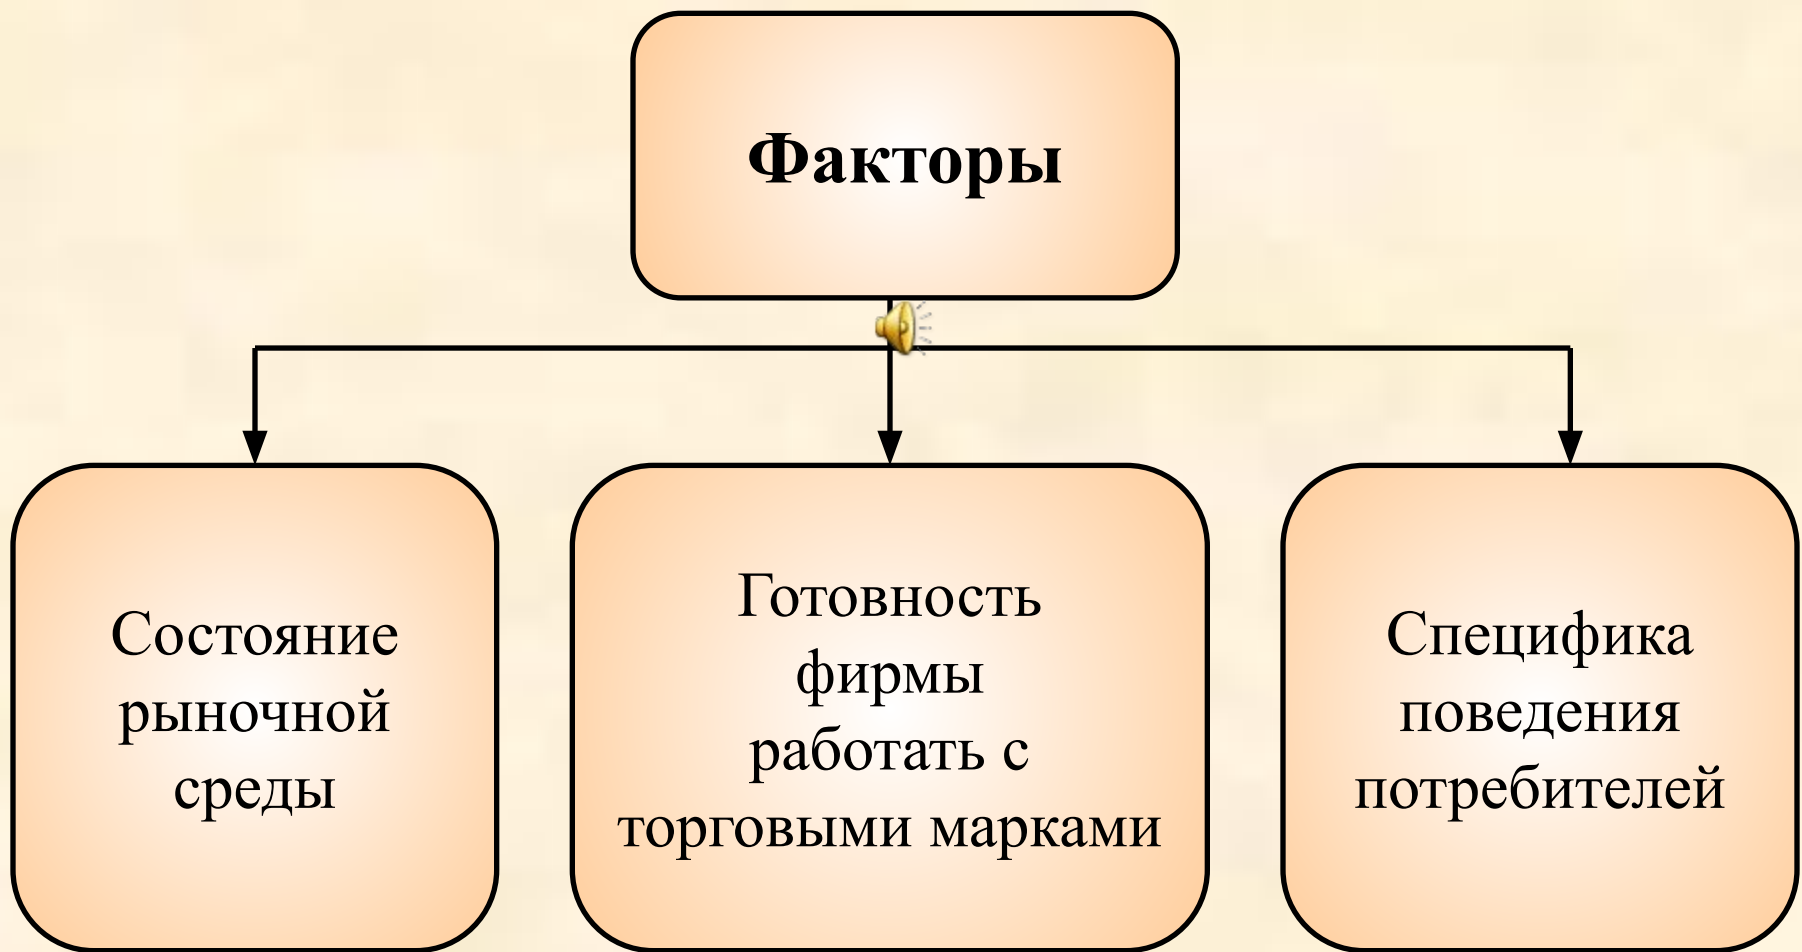 Факторы
Состояние
рыночной
среды
Готовность
фирмы
работать с
торговыми марками
Специфика
поведения
потребителей